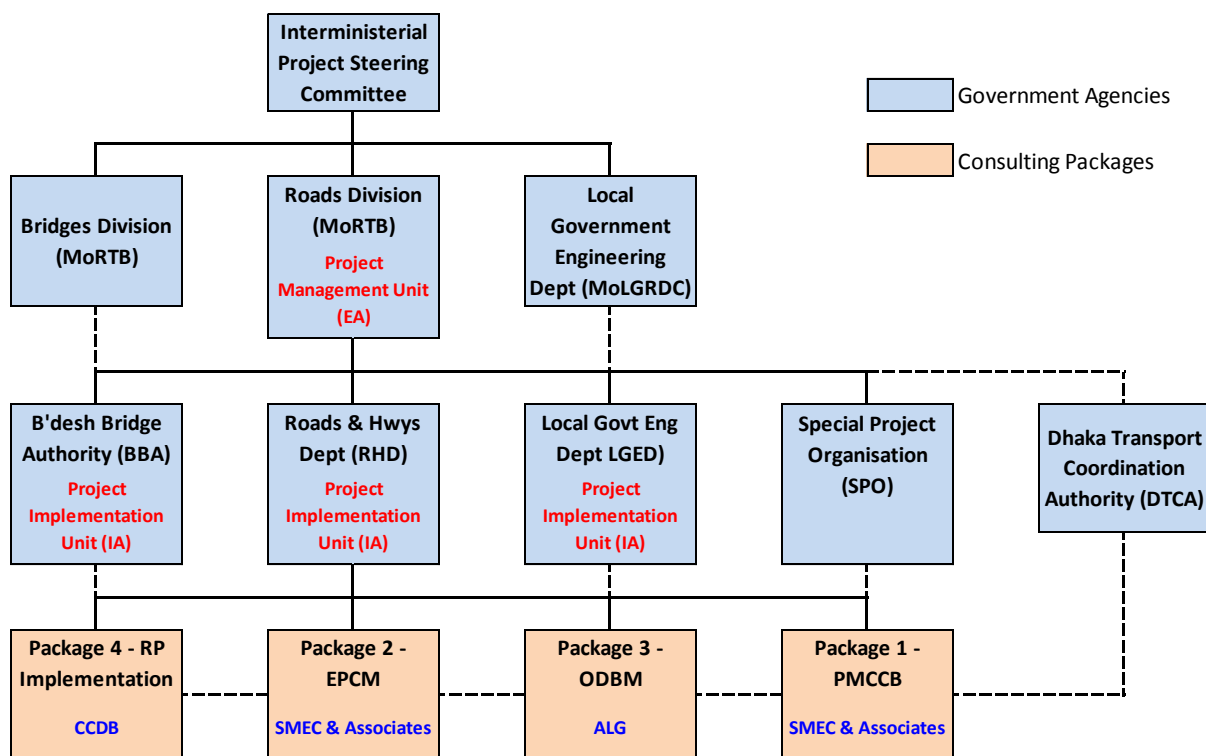 Interministerial
Project Steering
Committee
Government Agencies
Consulting Packages
Bridges Division
(MoRTB)
Roads Division
(MoRTB)
Project
Management Unit
(EA)
Local
Government
Engineering
Dept (MoLGRDC)
B'desh Bridge
Authority (BBA)
Project
Implementation
Unit (IA)
Roads & Hwys
Dept (RHD)
Project
Implementation
Unit (IA)
Local Govt Eng
Dept LGED)
Project
Implementation
Unit (IA)
Special Project
Organisation
(SPO)
Dhaka Transport
Coordination
Authority (DTCA)
Package 4 - RP
Implementation
CCDB
Package 2 -
EPCM
SMEC & Associates
Package 3 -
ODBM
ALG
Package 1 -
PMCCB
SMEC & Associates